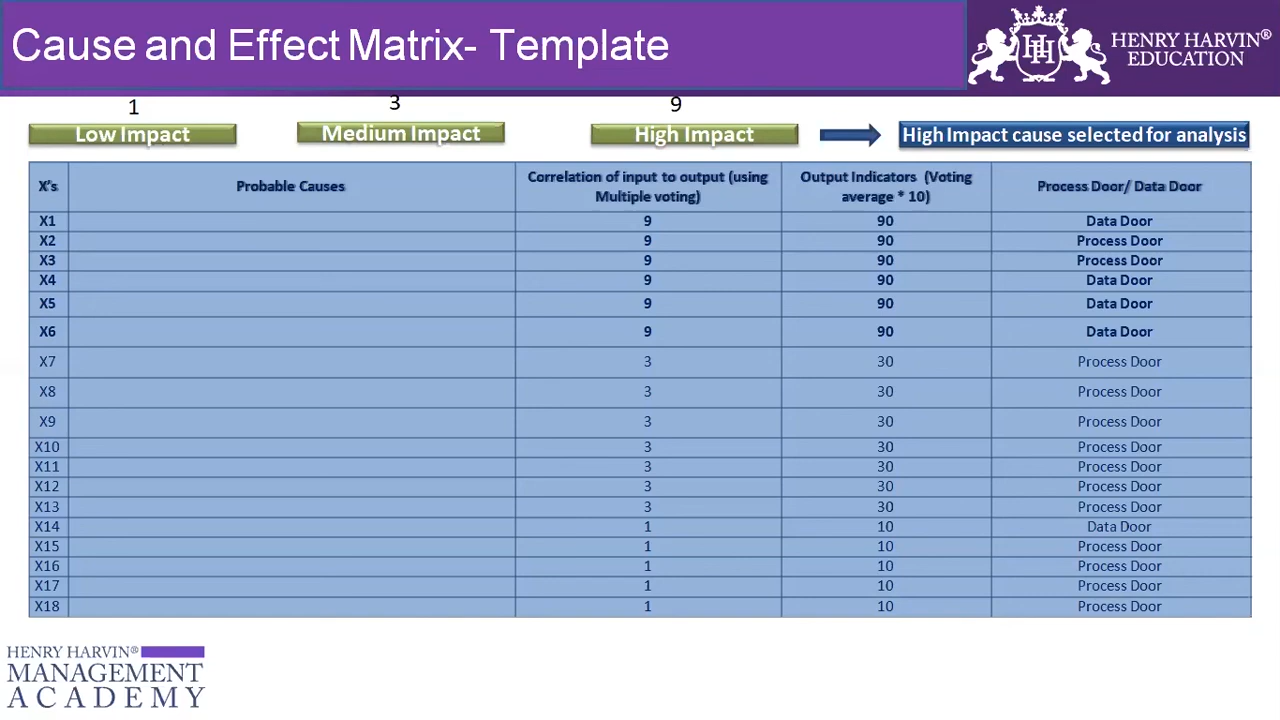 Cause and Effect Matrix- Template
HENRY HARVIN®
EDUCATION
1
3
9
Low Impact
Medium Impact
High Impact
High Impact cause selected for analysis
X's
Probable Causes
Correlation of input to output (using
Multiple voting)
Output Indicators (Voting
average * 10)
Process Door/ Data Door
X1 9 90 Data Door
X2 9 90 Process Door
X3 9 90 Process Door
X4 9 90 Data Door
X5 9 90 Data Door
X6 9 90 Data Door
X7 3 30 Process Door
X8 3 30 Process Door
X9 3 30 Process Door
X10 3 30 Process Door
X11 3 30 Process Door
X12 3 30 Process Door
X13 3 30 Process Door
X14 1 10 Data Door
X15 1 10 Process Door
X16 1 10 Process Door
X17 1 10 Process Door
X18 1 10 Process Door
HENRY HARVIN®
MANAGEMENT
ACADEMY